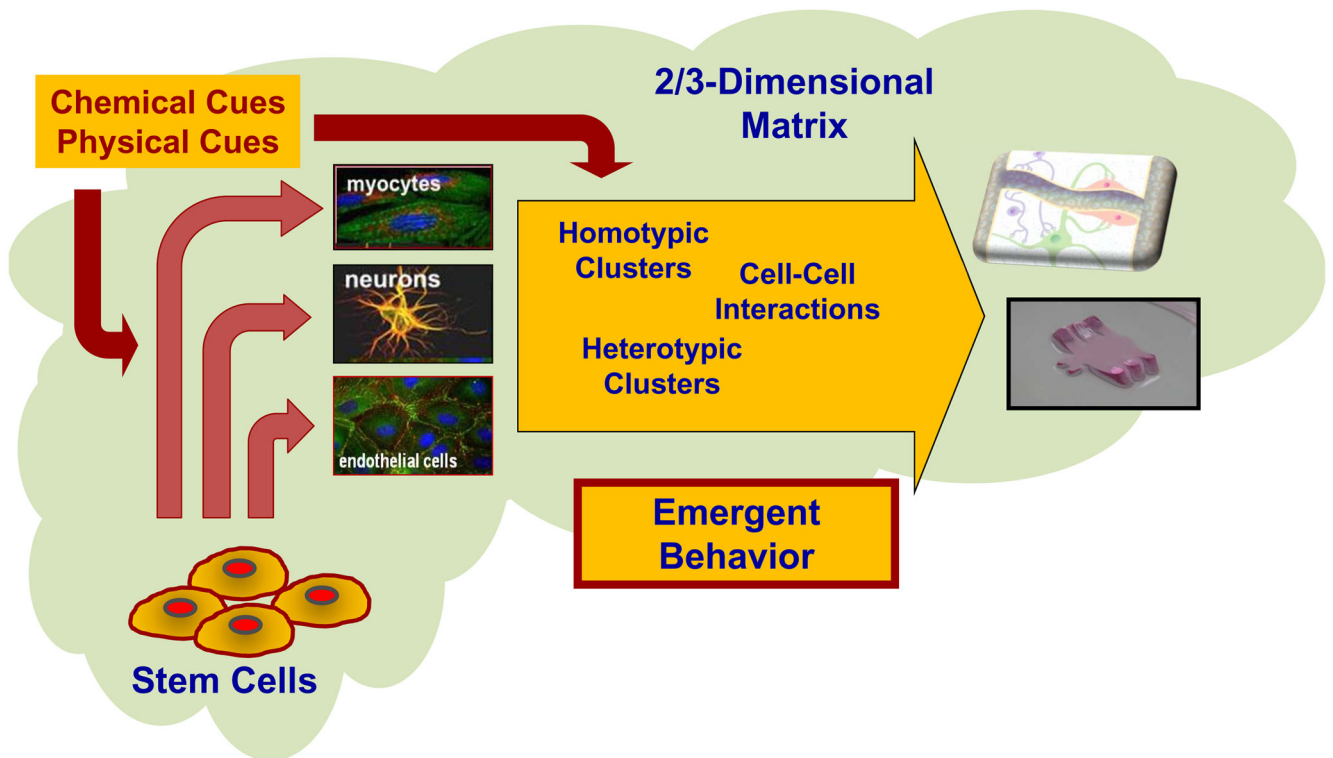 Chemical Cues
Physical Cues
2/3-Dimensional
Matrix
myocytes
neurons
endothelial cells
Homotypic
Clusters
Cell-Cell
Interactions
Heterotypic
Clusters
Emergent
Behavior
Stem Cells